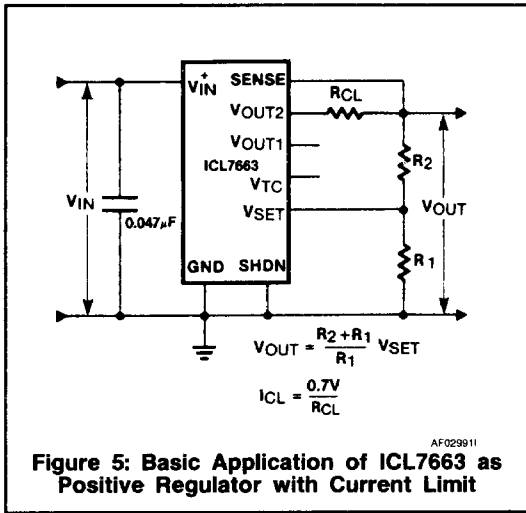 V+IN
SENSE
RCL
VOUT2
VOUT1
ICL7663
R2
VTC
VIN
VOUT
0.047µF
VSET
R1
GND SHDN
VOUT = R2+R1 / R1 VSET
ICL = 0.7V / RCL
AF02991I
Figure 5: Basic Application of ICL7663 as
Positive Regulator with Current Limit